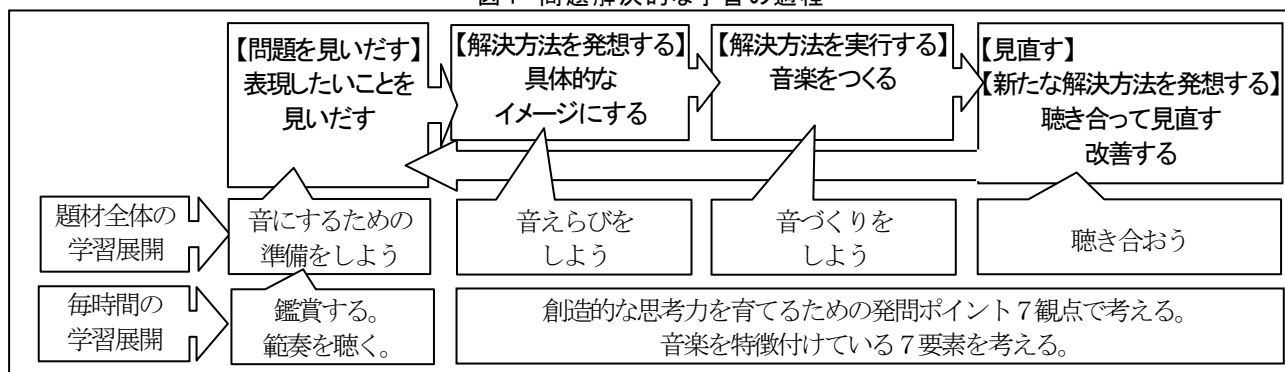 図1 問題解決的な学習の過程
【問題を見いだす】
表現したいことを
見いだす
【解決方法を発想する】
具体的な
イメージにする
【解決方法を実行する】
音楽をつくる
【見直す】
【新たな解決方法を発想する】
聴き合って見直す
改善する
題材全体の
学習展開
音にするための
準備をしよう
音えらびを
しよう
音づくりを
しよう
聴き合おう
毎時間の
学習展開
鑑賞する。
範奏を聴く。
創造的な思考力を育てるための発問ポイント7観点で考える。
音楽を特徴付けている7要素を考える。